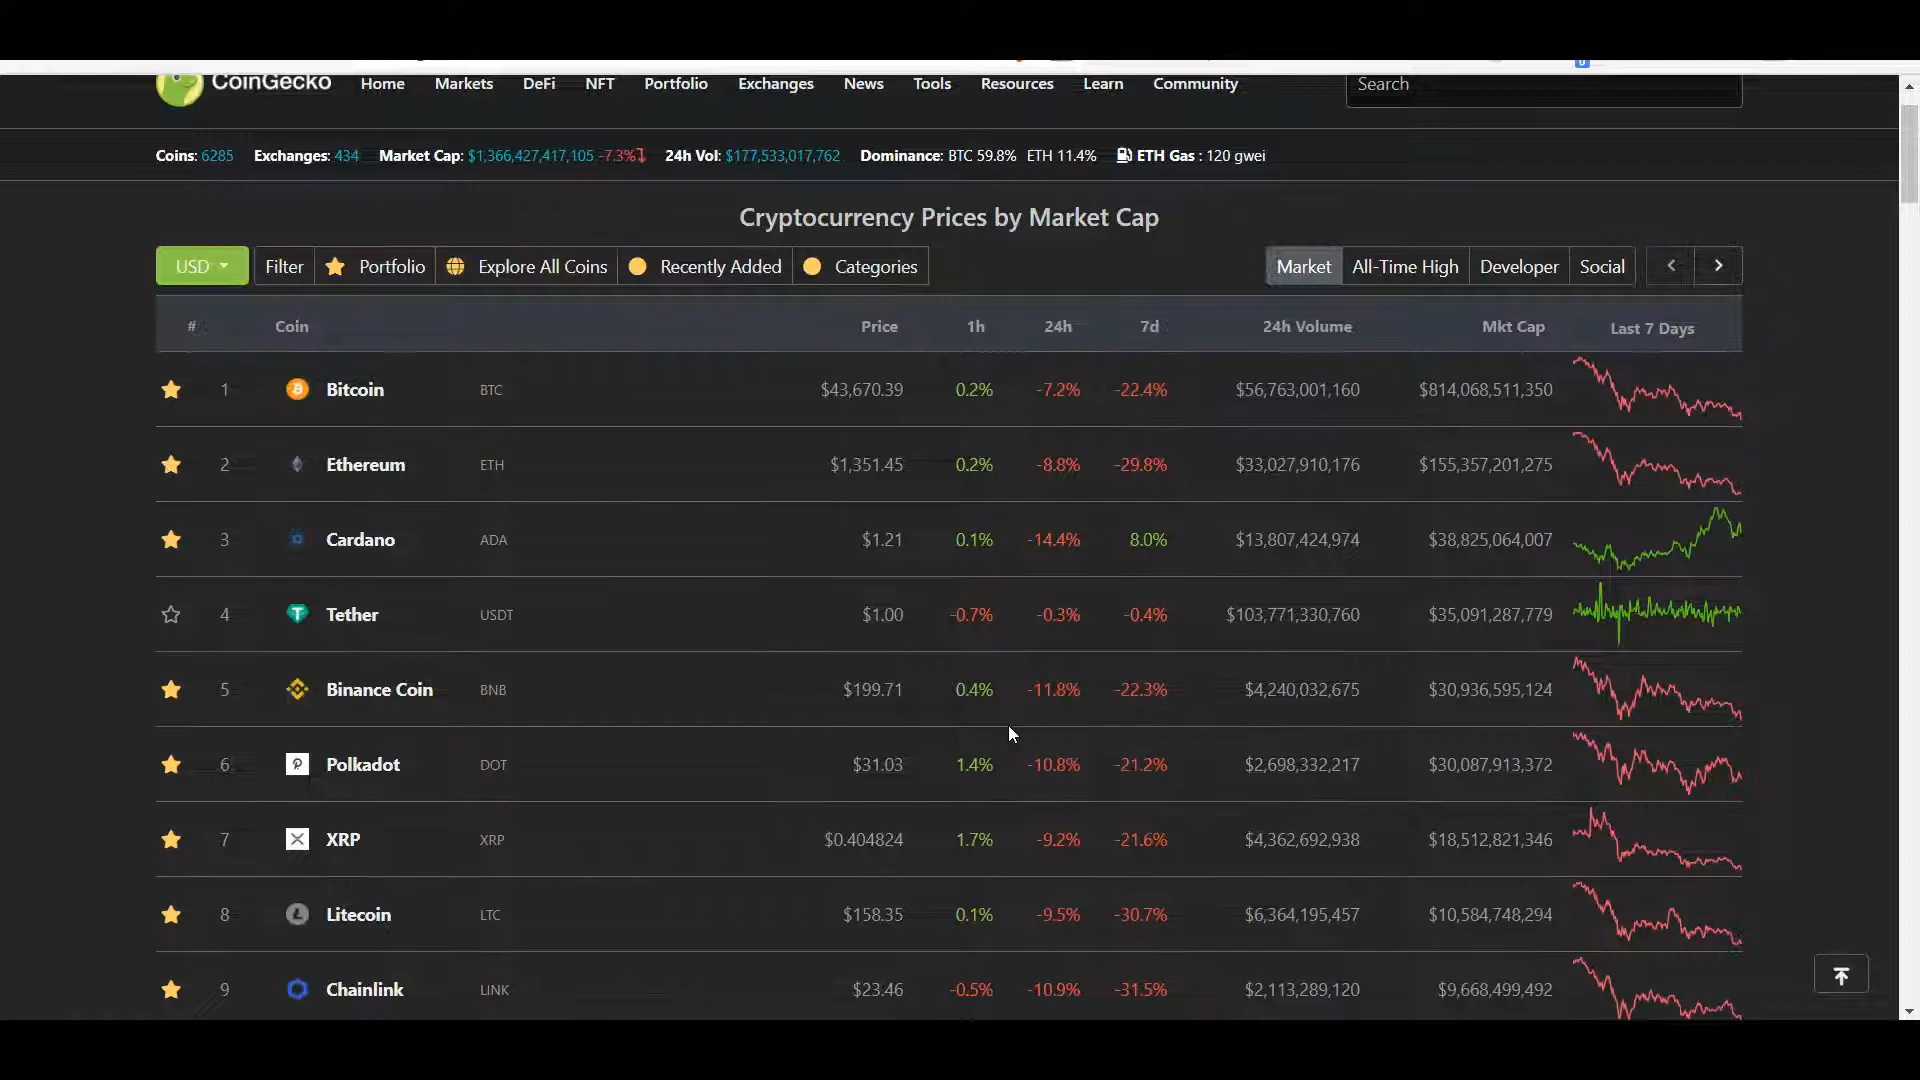 CoinGecko Home Markets DeFi NFT Portfolio Exchanges News Tools Resources Learn Community Search
Coins: 6285 Exchanges: 434 Market Cap: $1,366,427,417,105 -7.3% 24h Vol: $177,533,017,762 Dominance: BTC 59.8% ETH 11.4% ETH Gas : 120 gwei
Cryptocurrency Prices by Market Cap
USD Filter Portfolio Explore All Coins Recently Added Categories Market All-Time High Developer Social
# Coin Price 1h 24h 7d 24h Volume Mkt Cap Last 7 Days
1 Bitcoin BTC $43,670.39 0.2% -7.2% -22.4% $56,763,001,160 $814,068,511,350
2 Ethereum ETH $1,351.45 0.2% -8.8% -29.8% $33,027,910,176 $155,357,201,275
3 Cardano ADA $1.21 0.1% -14.4% 8.0% $13,807,424,974 $38,825,064,007
4 Tether USDT $1.00 -0.7% -0.3% -0.4% $103,771,330,760 $35,091,287,779
5 Binance Coin BNB $199.71 0.4% -11.8% -22.3% $4,240,032,675 $30,936,595,124
6 Polkadot DOT $31.03 1.4% -10.8% -21.2% $2,698,332,217 $30,087,913,372
7 XRP XRP $0.404824 1.7% -9.2% -21.6% $4,362,692,938 $18,512,821,346
8 Litecoin LTC $158.35 0.1% -9.5% -30.7% $6,364,195,457 $10,584,748,294
9 Chainlink LINK $23.46 -0.5% -10.9% -31.5% $2,113,289,120 $9,668,499,492